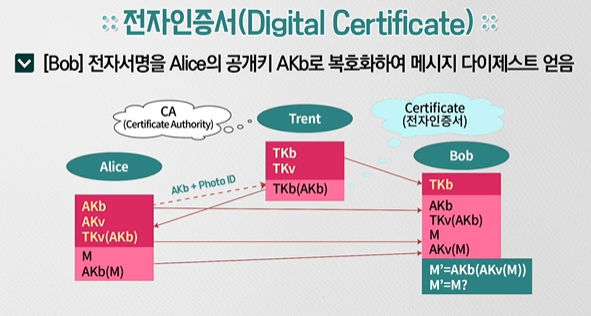 전자인증서(Digital Certificate)
[Bob] 전자서명을 Alice의 공개키 AKb로 복호화하여 메시지 다이제스트 얻음
CA
(Certificate Authority)
Trent
Certificate
(전자인증서)
Alice
Bob
TKb
TKv
TKb(AKb)
AKb + Photo ID
AKb
AKv
TKv(AKb)
M
AKb(M)
TKb
AKb
TKv(AKb)
M
AKv(M)
M'=AKb(AKv(M))
M'=M?